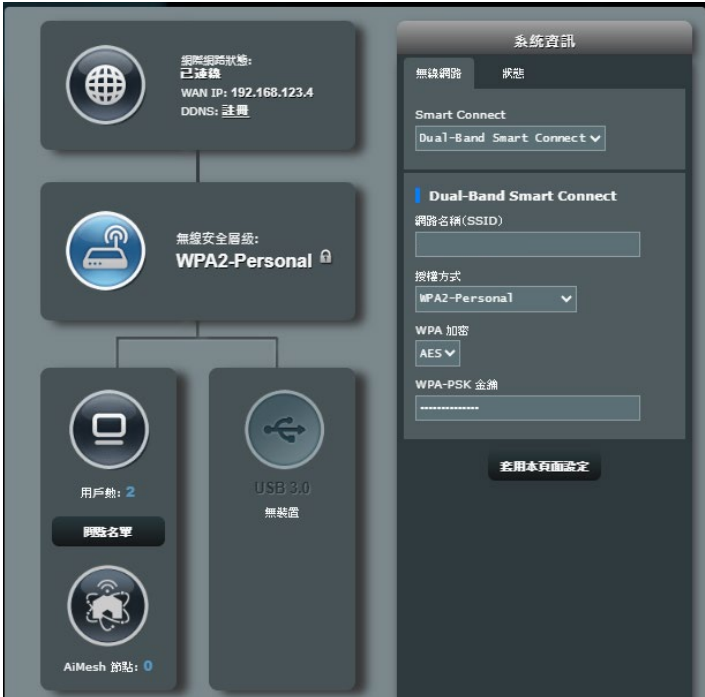 網際網路狀態:
已連線
WAN IP: 192.168.123.4
DDNS: 註冊
無線安全層級:
WPA2-Personal
用戶數: 2
閱覽名單
AiMesh 節點: 0
USB 3.0
無裝置
系統資訊
無線網路 狀態
Smart Connect
Dual-Band Smart Connect
Dual-Band Smart Connect
網路名稱(SSID)
授權方式
WPA2-Personal
WPA 加密
AES
WPA-PSK 金鑰
--------------
套用本頁面設定